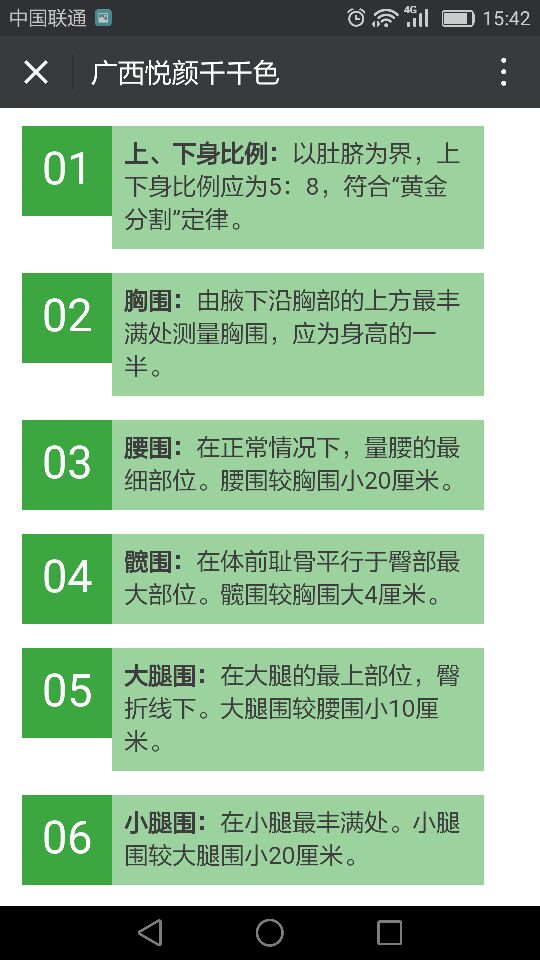 中国联通
4G
15:42
广西悦颜千千色
01
上、下身比例：以肚脐为界，上
下身比例应为5：8，符合“黄金
分割”定律。
02
胸围：由腋下沿胸部的上方最丰
满处测量胸围，应为身高的一
半。
03
腰围：在正常情况下，量腰的最
细部位。腰围较胸围小20厘米。
04
髋围：在体前耻骨平行于臀部最
大部位。髋围较胸围大4厘米。
05
大腿围：在大腿的最上部位，臀
折线下。大腿围较腰围小10厘
米。
06
小腿围：在小腿最丰满处。小腿
围较大腿围小20厘米。